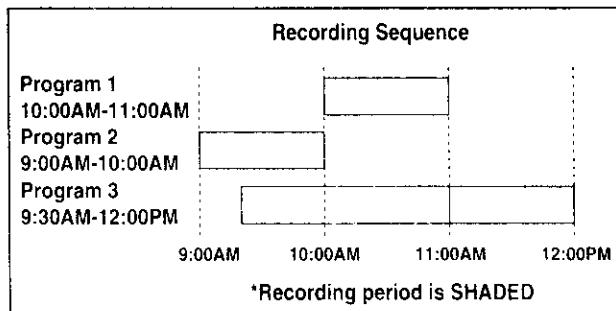 Recording Sequence
Program 1
10:00AM-11:00AM
Program 2
9:00AM-10:00AM
Program 3
9:30AM-12:00PM
9:00AM 10:00AM 11:00AM 12:00PM
*Recording period is SHADED